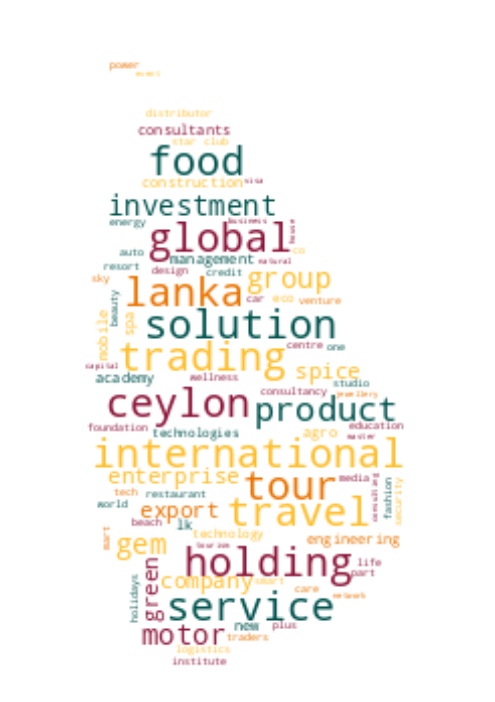 power
event
distributor
consultants
star club
food
construction visa
investment
energy business
global house
co
auto management natural
resort design credit
sky group
lanka car eco venture
beauty
mobile spa solution
trading centre one
capital spice
academy wellness studio
consultancy jewellery
ceylon product
foundation technologies agro education
master
international
enterprise tour media
tech restaurant consulting fashion security
world export travel
beach lk
mart technology engineering
gem tourism
holding life
part
holidays green company smart care
network
service
new plus
motor traders
logistics
institute